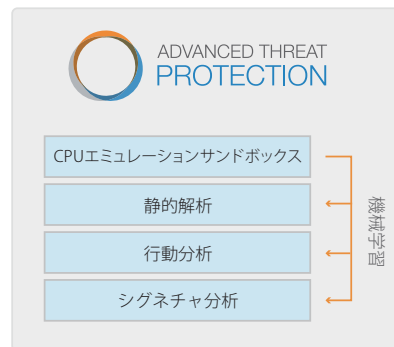 ADVANCED THREAT
PROTECTION
CPUエミュレーションサンドボックス
静的解析
行動分析
シグネチャ分析
機械学習